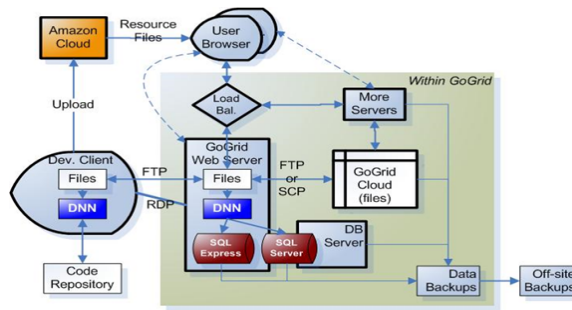 Amazon
Cloud
Resource
Files
User
Browser
Within GoGrid
Upload
Load
Bal.
More
Servers
Dev. Client
GoGrid
Web Server
Files
FTP
Files
FTP
or
SCP
GoGrid
Cloud
(files)
DNN
RDP
DNN
DB
Server
SQL
Express
SQL
Server
Code
Repository
Data
Backups
Off-site
Backups